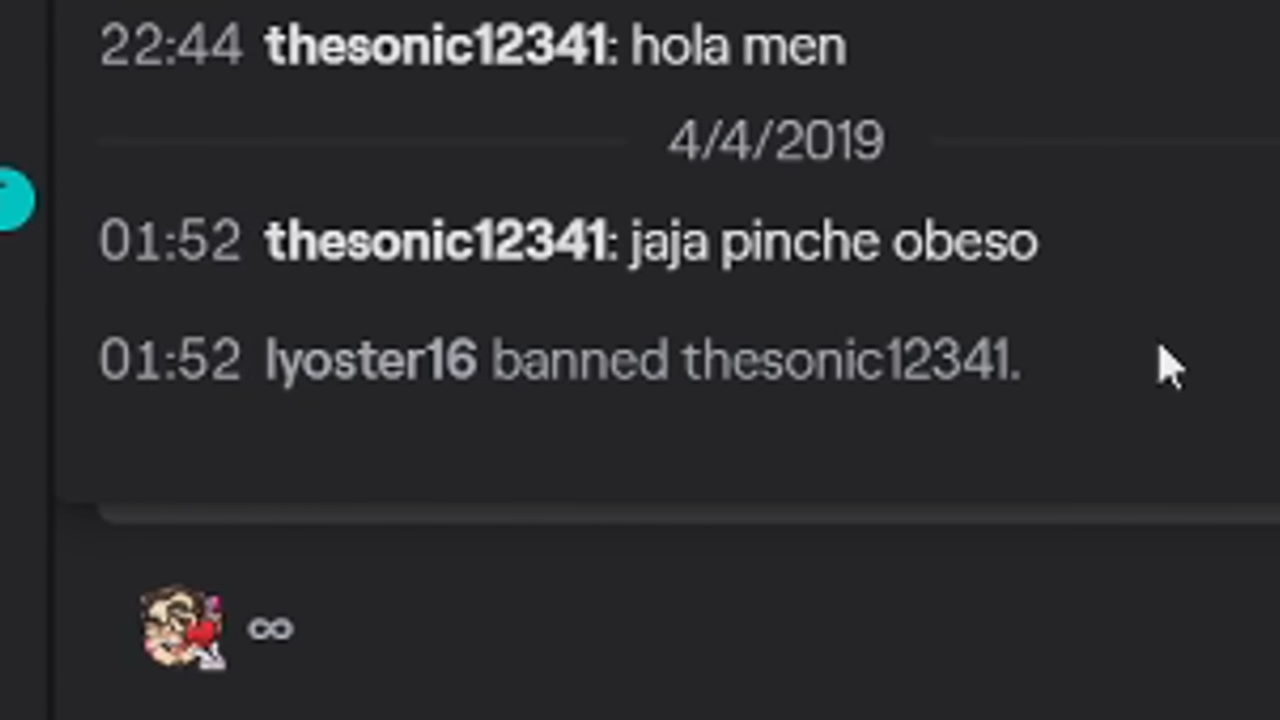 22:44 thesonic12341: hola men
4/4/2019
01:52 thesonic12341: jaja pinche obeso
01:52 lyoster16 banned thesonic12341.
∞